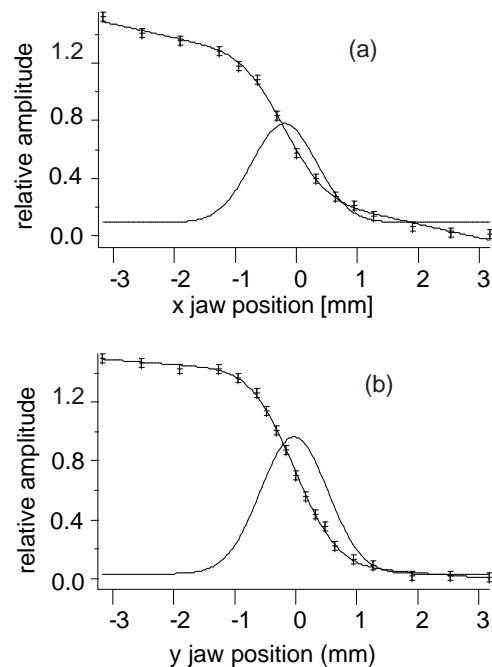 (a)
relative amplitude
1.2
0.8
0.4
0.0
-3 -2 -1 0 1 2 3
x jaw position [mm]
(b)
relative amplitude
1.2
0.8
0.4
0.0
-3 -2 -1 0 1 2 3
y jaw position (mm)